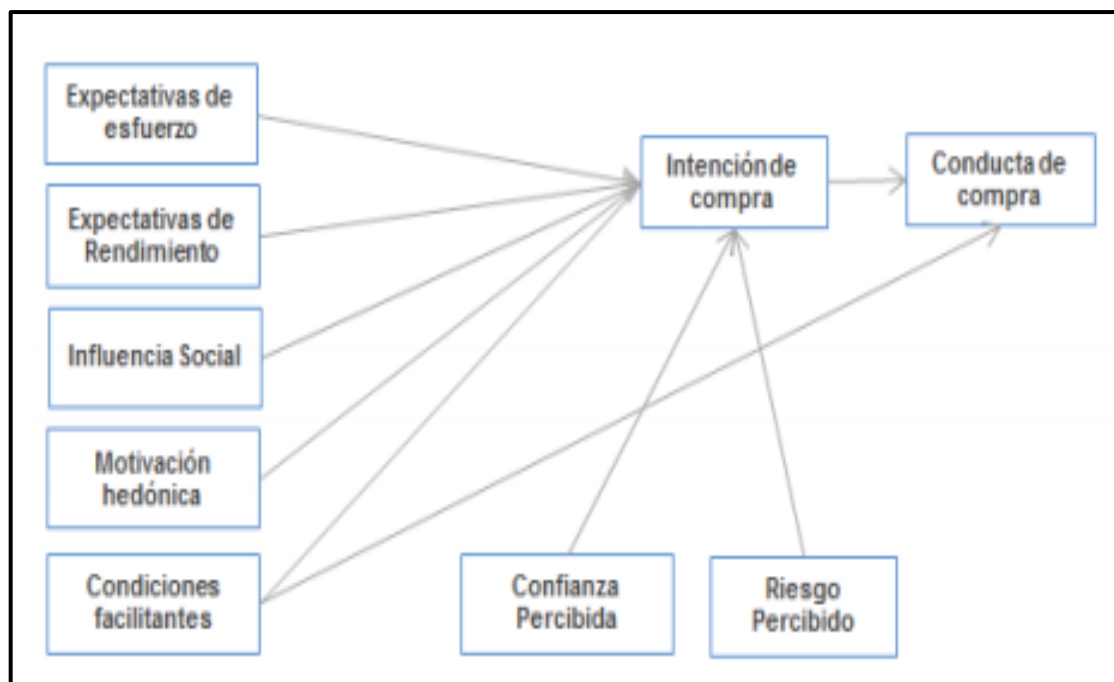 Expectativas de
esfuerzo
Expectativas de
Rendimiento
Influencia Social
Motivación
hedónica
Condiciones
facilitantes
Intención de
compra
Conducta de
compra
Confianza
Percibida
Riesgo
Percibido